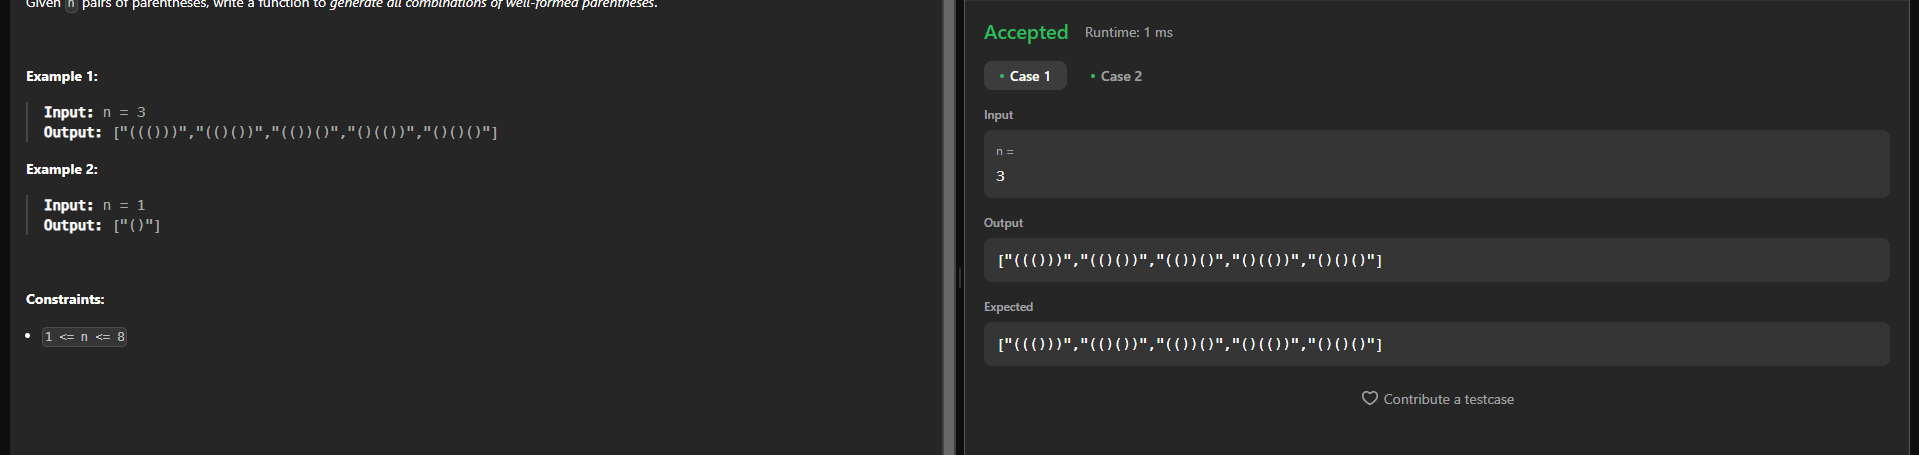 Given n pairs of parentheses, write a function to generate all combinations of well-formed parentheses.
Example 1:
Input: n = 3
Output: ["((()))","(()())","(())()","()(())","()()()"]
Example 2:
Input: n = 1
Output: ["()"]
Constraints:
• 1 <= n <= 8
Accepted Runtime: 1 ms
• Case 1 • Case 2
Input
n =
3
Output
["((()))","(()())","(())()","()(())","()()()"]
Expected
["((()))","(()())","(())()","()(())","()()()"]
Contribute a testcase